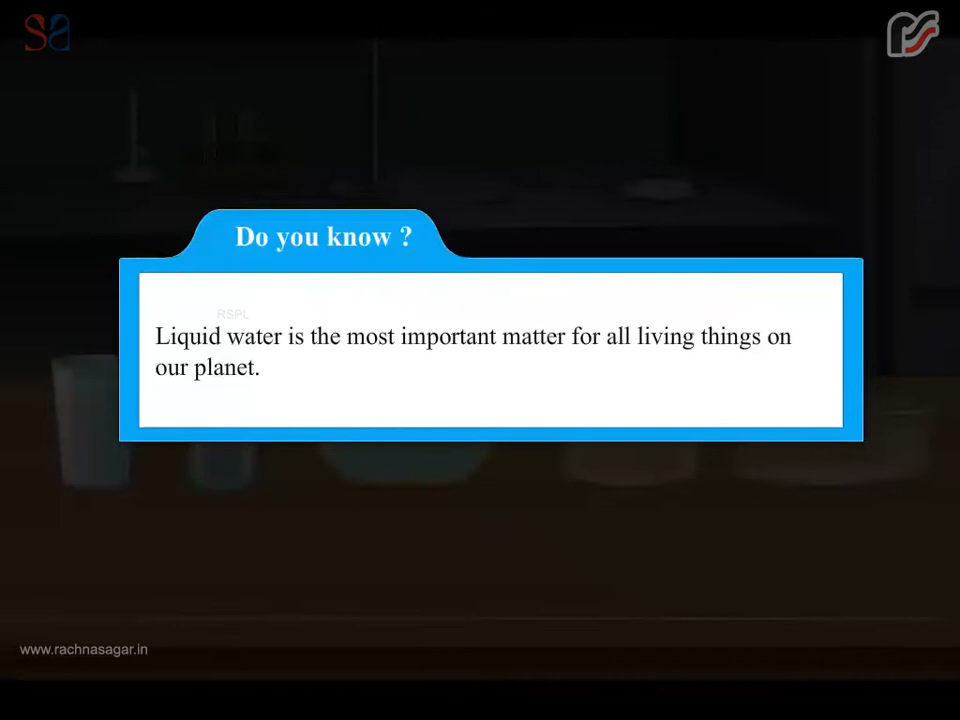 Do you know ?
RSPL
Liquid water is the most important matter for all living things on
our planet.
www.rachnasagar.in